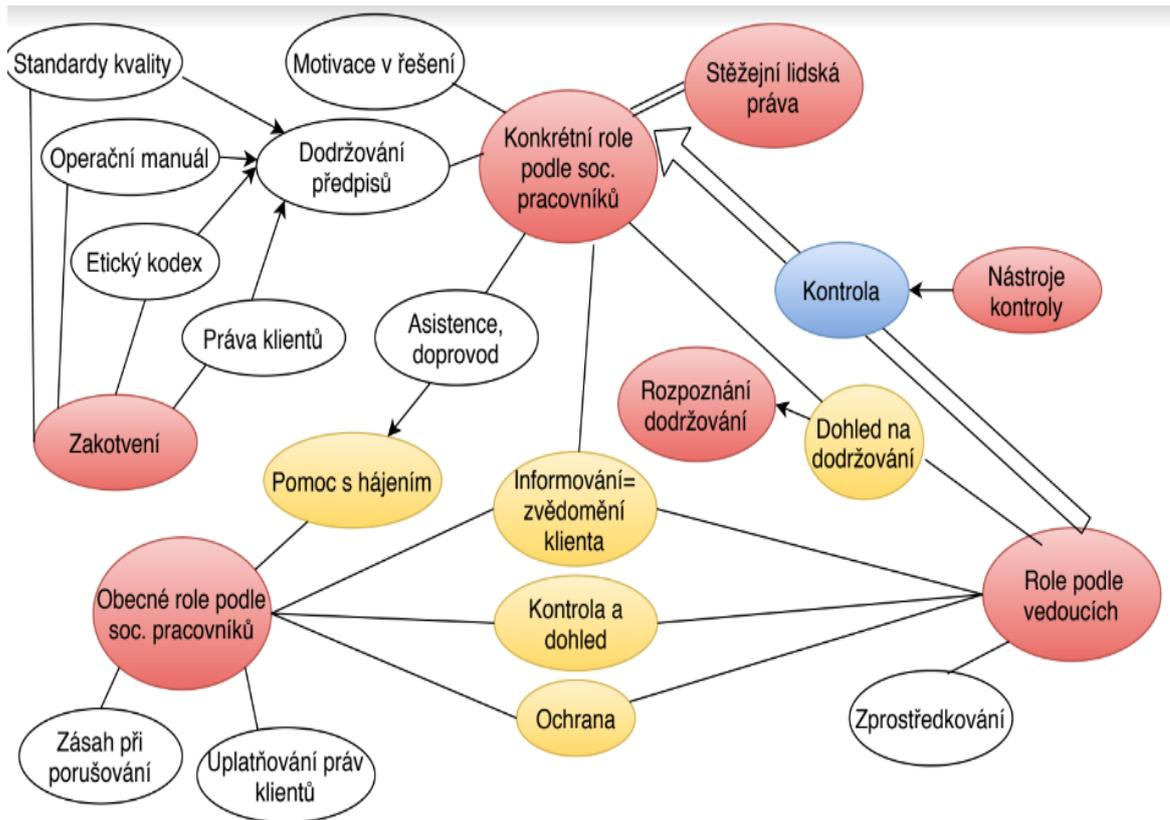 Standardy kvality
Motivace v řešení
Stěžejní lidská
práva
Operační manuál
Dodržování
předpisů
Konkrétní role
podle soc.
pracovníků
Etický kodex
Kontrola
Nástroje
kontroly
Práva klientů
Asistence,
doprovod
Rozpoznání
dodržování
Dohled na
dodržování
Zakotvení
Pomoc s hájením
Informování=
zvědomění
klienta
Obecné role podle
soc. pracovníků
Kontrola a
dohled
Role podle
vedoucích
Ochrana
Zprostředkování
Zásah při
porušování
Uplatňování práv
klientů